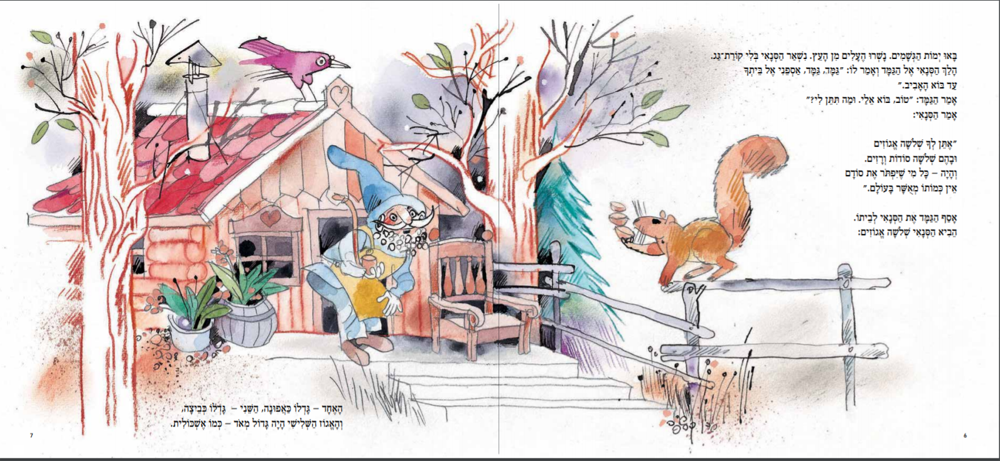 בָּאוּ יְמוֹת הַגְּשָׁמִים. נָשְׁרוּ הֶעָלִים מִן הָעֵץ. נִשְׁאַר הַסְּנָאִי בְּלִי קוֹרַת־גַּג.
הָלַךְ הַסְּנָאִי אֶל הַגַּמָּד וְאָמַר לוֹ: "גַּמָּד, גַּמָּד, אַסְפֵנִי אֶל בֵּיתְךָ
עַד בּוֹא הָאָבִיב."
אָמַר הַגַּמָּד: "טוֹב, בּוֹא אֵלַי. וּמַה תִּתֵּן לִי?"
אָמַר הַסְּנָאִי:
"אֶתֵּן לְךָ שְׁלֹשָׁה אֱגוֹזִים
וּבָהֶם שְׁלֹשָׁה סוֹדוֹת וְרָזִים.
וְהָיָה – כָּל מִי שֶׁיִּפְתֹּר אֶת סוֹדָם
אֵין כְּמוֹתוֹ מְאֻשָּׁר בָּעוֹלָם."
אָסַף הַגַּמָּד אֶת הַסְּנָאִי לְבֵיתוֹ.
הֵבִיא הַסְּנָאִי שְׁלֹשָׁה אֱגוֹזִים:
6
הָאֶחָד – גָּדְלוֹ כַּאֲפוּנָה, הַשֵּׁנִי – גָּדְלוֹ כְּבֵיצָה,
וְהָאֱגוֹז הַשְּׁלִישִׁי הָיָה גָּדוֹל מְאֹד – כְּמוֹ אֶשְׁכּוֹלִית.
7